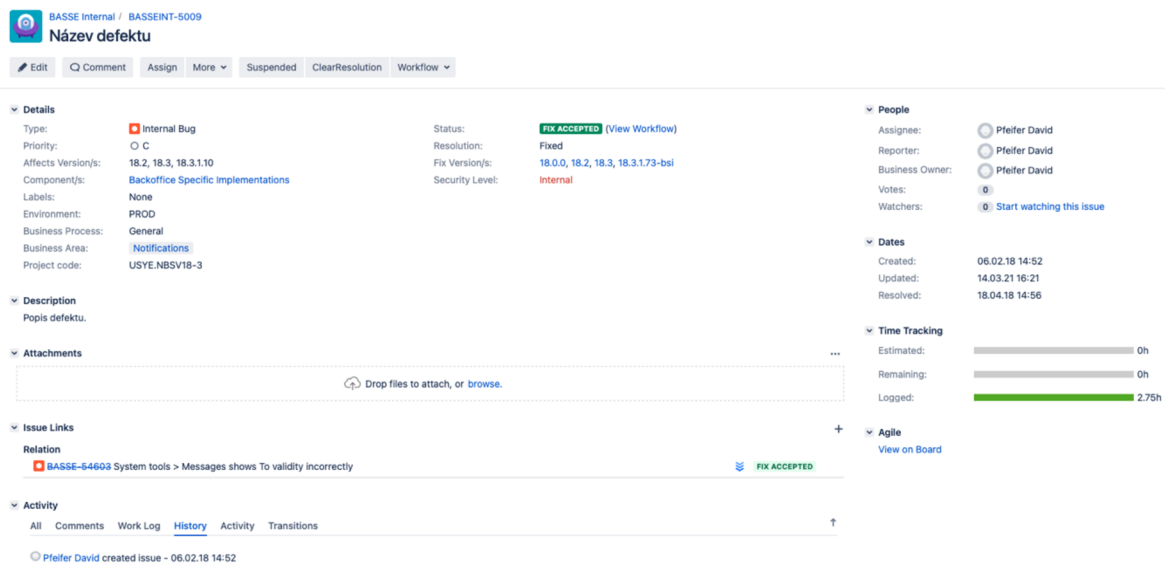 BASSE Internal / BASSEINT-5009
Název defektu
Edit Comment Assign More Suspended ClearResolution Workflow
Details
Type: Internal Bug
Priority: C
Affects Version/s: 18.2, 18.3, 18.3.1.10
Component/s: Backoffice Specific Implementations
Labels: None
Environment: PROD
Business Process: General
Business Area: Notifications
Project code: USYE.NBSV18-3
Status: FIX ACCEPTED (View Workflow)
Resolution: Fixed
Fix Version/s: 18.0.0, 18.2, 18.3, 18.3.1.73-bsi
Security Level: Internal
Description
Popis defektu.
Attachments
Drop files to attach, or browse.
Issue Links
Relation
BASSE-54603 System tools > Messages shows To validity incorrectly FIX ACCEPTED
Activity
All Comments Work Log History Activity Transitions
Pfeifer David created issue - 06.02.18 14:52
People
Assignee: Pfeifer David
Reporter: Pfeifer David
Business Owner: Pfeifer David
Votes: 0
Watchers: 0 Start watching this issue
Dates
Created: 06.02.18 14:52
Updated: 14.03.21 16:21
Resolved: 18.04.18 14:56
Time Tracking
Estimated: 0h
Remaining: 0h
Logged: 2.75h
Agile
View on Board